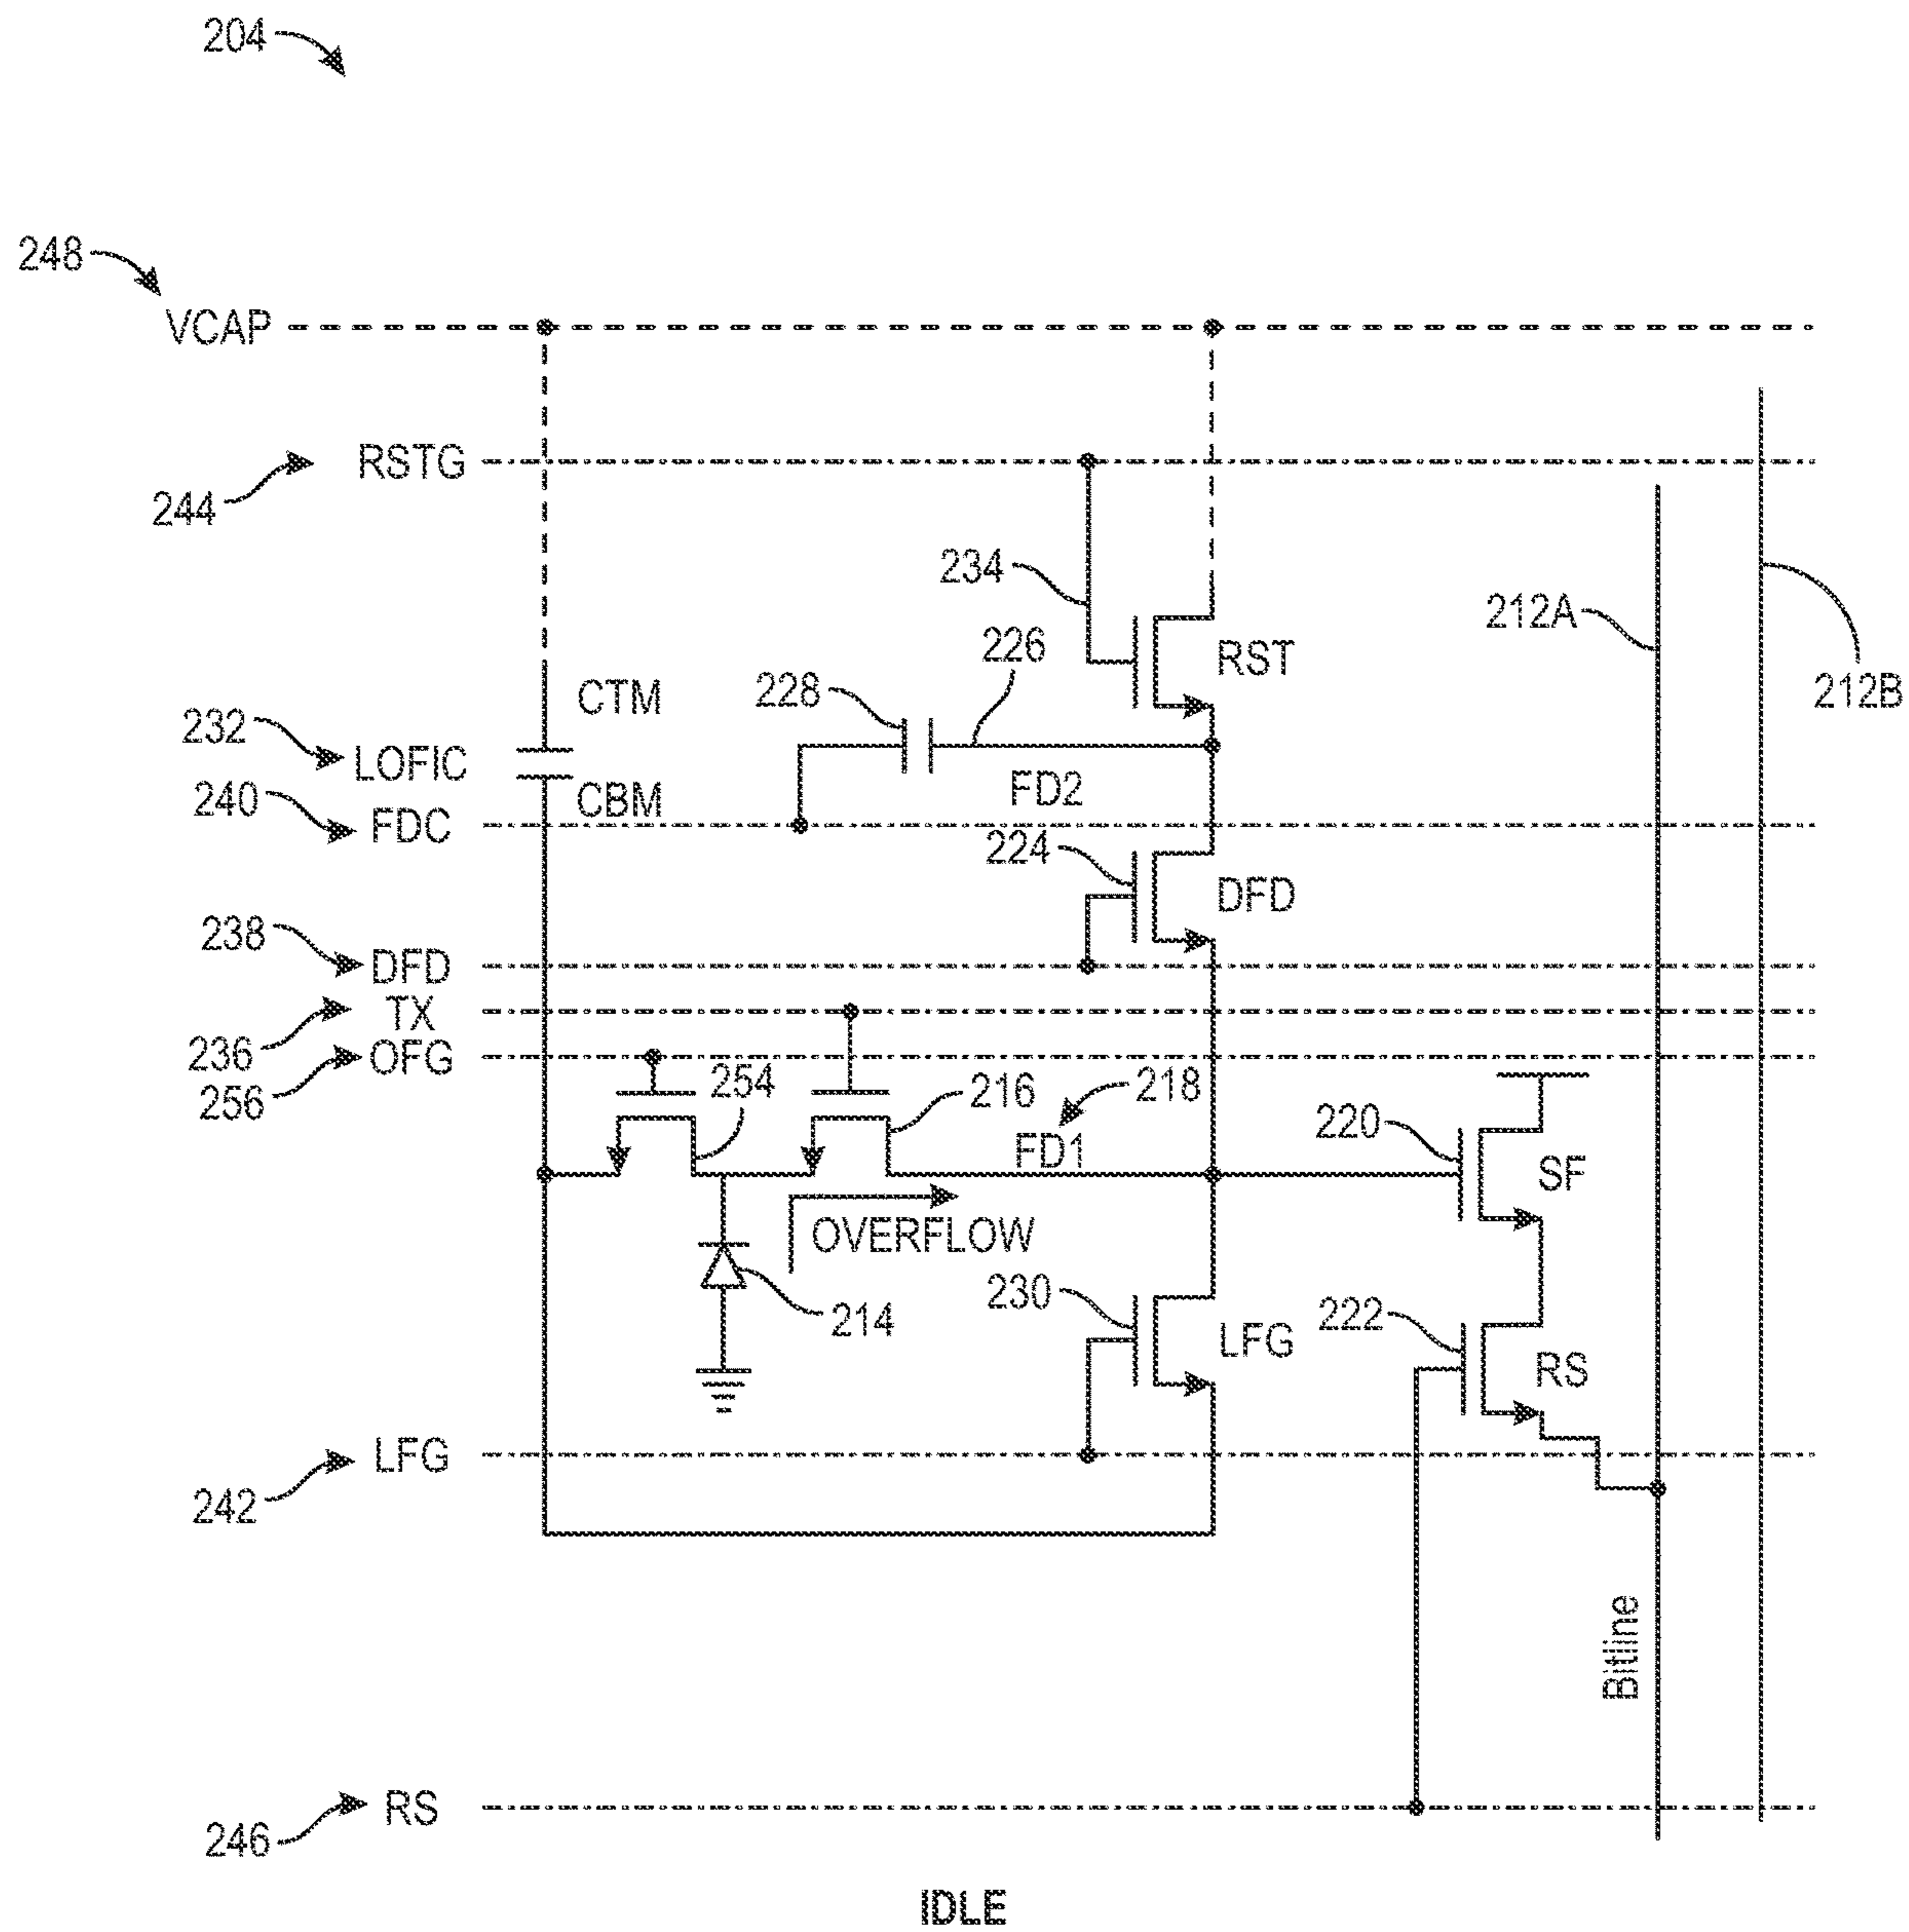 204
248
VCAP
RSTG
244
234
212A
226
RST
228
212B
CTM
232
LOFIC
240
CBM
FD2
FDC
224
DFD
238
DFD
TX
236
OFG
256
254
216
218
220
FD1
SF
OVERFLOW
230
214
222
LFG
RS
LFG
242
Bitline
RS
246
IDLE